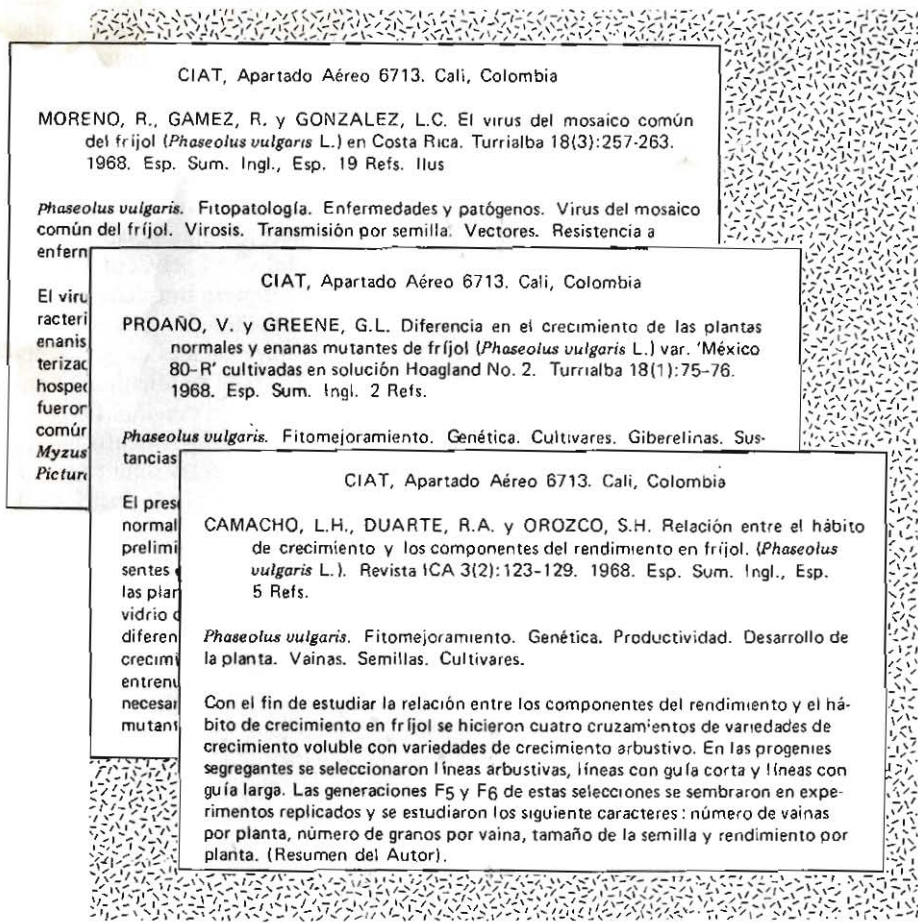 CIAT, Apartado Aéreo 6713. Cali, Colombia
MORENO, R., GAMEZ, R. y GONZALEZ, L.C. El virus del mosaico común
del fríjol (Phaseolus vulgaris L.) en Costa Rica. Turrialba 18(3):257-263.
1968. Esp. Sum. Ingl., Esp. 19 Refs. Ilus
Phaseolus vulgaris. Fitopatología. Enfermedades y patógenos. Virus del mosaico
común del fríjol. Virosis. Transmisión por semilla. Vectores. Resistencia a
enferm
El viru
racteri
enanis
terizac
hospec
fueron
común
Myzus
Pictura
CIAT, Apartado Aéreo 6713. Cali, Colombia
PROAÑO, V. y GREENE, G.L. Diferencia en el crecimiento de las plantas
normales y enanas mutantes de fríjol (Phaseolus vulgaris L.) var. 'México
80-R' cultivadas en solución Hoagland No. 2. Turrialba 18(1):75-76.
1968. Esp. Sum. Ingl. 2 Refs.
Phaseolus vulgaris. Fitomejoramiento. Genética. Cultivares. Giberelinas. Sus-
tancias
El pres
normal
prelimi
sentes
las plan
vidrio
diferen
crecimi
entrenu
necesar
mutant
CIAT, Apartado Aéreo 6713. Cali, Colombia
CAMACHO, L.H., DUARTE, R.A. y OROZCO, S.H. Relación entre el hábito
de crecimiento y los componentes del rendimiento en fríjol. (Phaseolus
vulgaris L.). Revista ICA 3(2):123-129. 1968. Esp. Sum. Ingl., Esp.
5 Refs.
Phaseolus vulgaris. Fitomejoramiento. Genética. Productividad. Desarrollo de
la planta. Vainas. Semillas. Cultivares.
Con el fin de estudiar la relación entre los componentes del rendimiento y el há-
bito de crecimiento en fríjol se hicieron cuatro cruzamientos de variedades de
crecimiento voluble con variedades de crecimiento arbustivo. En las progenies
segregantes se seleccionaron líneas arbustivas, líneas con guía corta y líneas con
guía larga. Las generaciones F5 y F6 de estas selecciones se sembraron en expe-
rimentos replicados y se estudiaron los siguiente caracteres: número de vainas
por planta, número de granos por vaina, tamaño de la semilla y rendimiento por
planta. (Resumen del Autor).